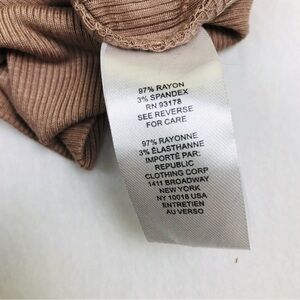 97% RAYON
3% SPANDEX
RN 93178
SEE REVERSE
FOR CARE
97% RAYONNE
3% ÉLASTHANNE
IMPORTÉ PAR:
REPUBLIC
CLOTHING CORP
1411 BROADWAY
NEW YORK
NY 10018 USA
ENTRETIEN
AU VERSO